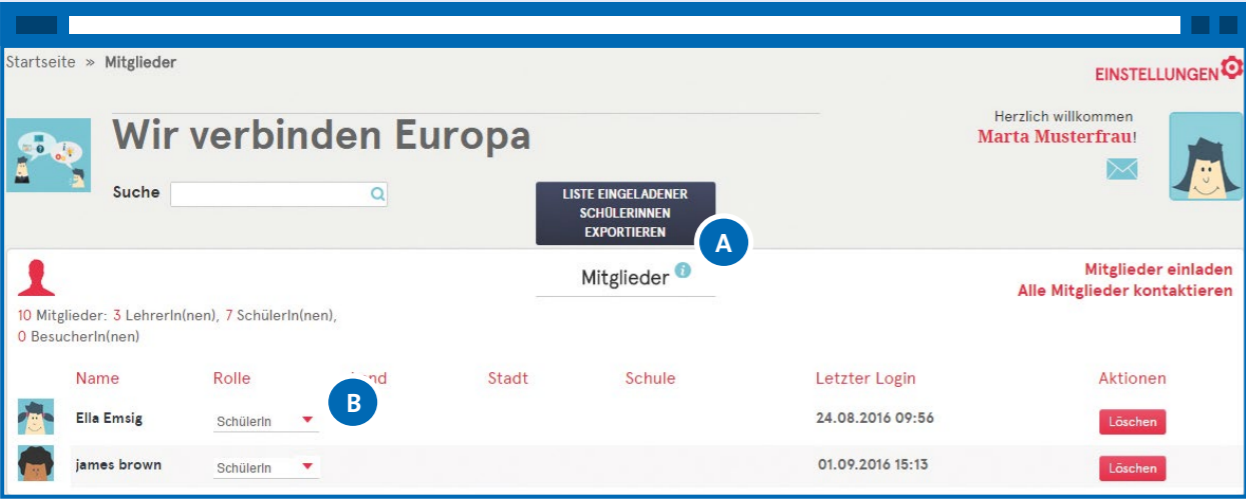 Startseite » Mitglieder
EINSTELLUNGEN
Wir verbinden Europa
Herzlich willkommen
Marta Musterfrau!
Suche
LISTE EINGELADENER
SCHÜLERINNEN
EXPORTIEREN
A
Mitglieder i
Mitglieder einladen
Alle Mitglieder kontaktieren
10 Mitglieder: 3 LehrerIn(nen), 7 SchülerIn(nen),
0 BesucherIn(nen)
Name Rolle Stadt Schule Letzter Login Aktionen
B
Ella Emsig SchülerIn 24.08.2016 09:56 Löschen
james brown SchülerIn 01.09.2016 15:13 Löschen